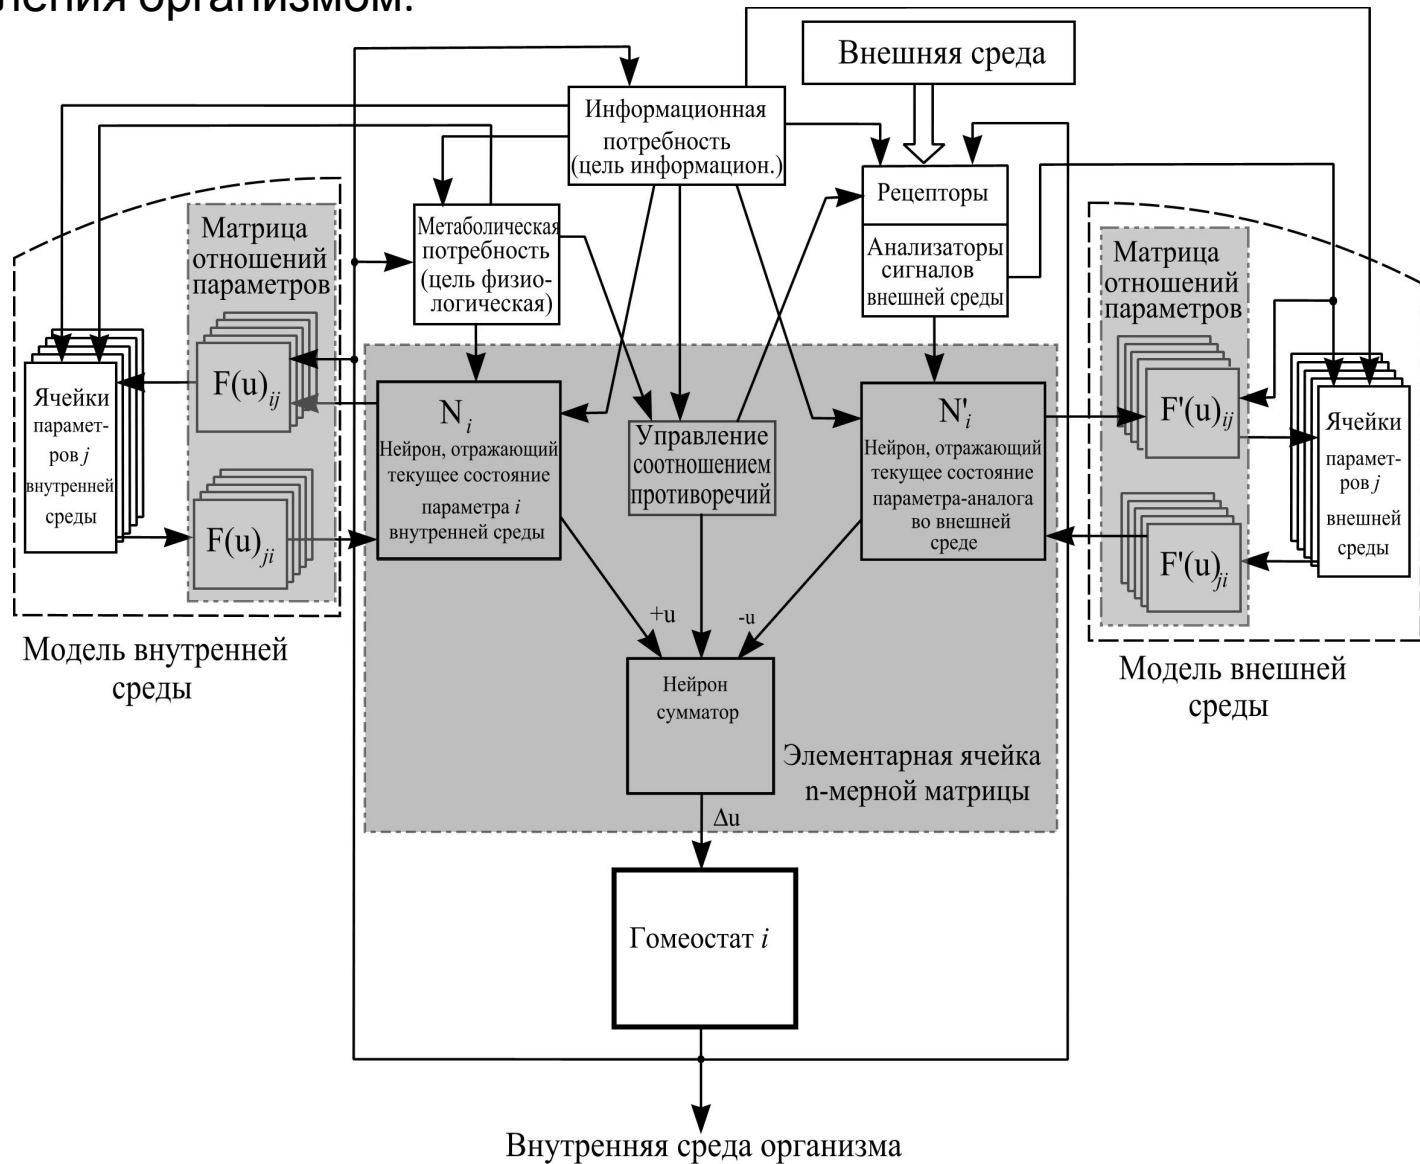 ления организмом.
Внешняя среда
Информационная
потребность
(цель информацион.)
Рецепторы
Анализаторы
сигналов
внешней среды
Метаболическая
потребность
(цель физио-
логическая)
Матрица
отношений
параметров
F(u)ij
F(u)ji
Ячейки
парамет-
ров j
внутренней
среды
Модель внутренней
среды
Ni
Нейрон, отражающий
текущее состояние
параметра i
внутренней среды
Управление
соотношением
противоречий
N'i
Нейрон, отражающий
текущее состояние
параметра-аналога
во внешней
среде
Матрица
отношений
параметров
F'(u)ij
F'(u)ji
Ячейки
парамет-
ров j
внешней
среды
Модель внешней
среды
+u
-u
Нейрон
сумматор
Элементарная ячейка
n-мерной матрицы
Δu
Гомеостат i
Внутренняя среда организма